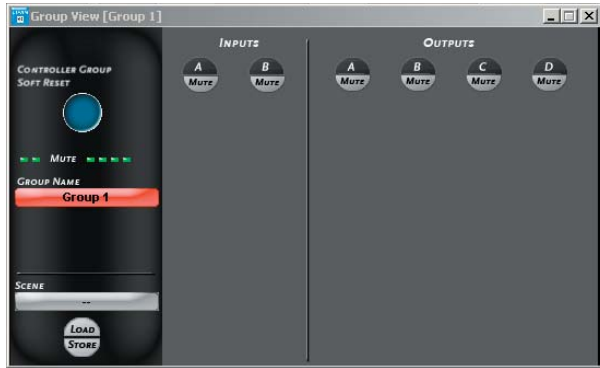 Group View [Group 1]
CONTROLLER GROUP
SOFT RESET
MUTE
GROUP NAME
Group 1
SCENE
--
LOAD
STORE
INPUTS
A
MUTE
B
MUTE
OUTPUTS
A
MUTE
B
MUTE
C
MUTE
D
MUTE